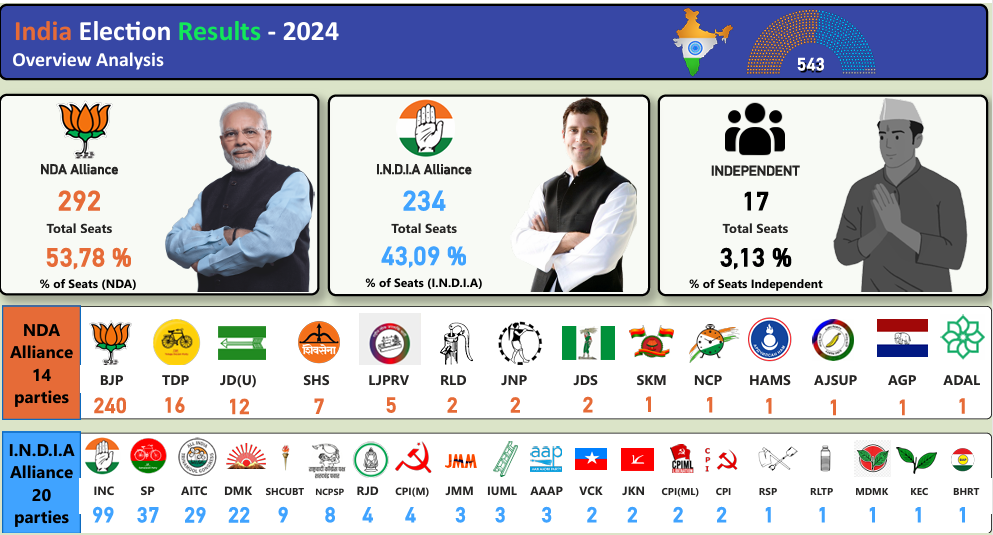 India Election Results - 2024
Overview Analysis
543
NDA Alliance
292
Total Seats
53,78 %
% of Seats (NDA)
I.N.D.I.A Alliance
234
Total Seats
43,09 %
% of Seats (I.N.D.I.A)
INDEPENDENT
17
Total Seats
3,13 %
% of Seats Independent
NDA
Alliance
14
parties
शिवसेना
BJP TDP JD(U) SHS LJPRV RLD JNP JDS SKM NCP HAMS AJSUP AGP ADAL
240 16 12 7 5 2 2 2 1 1 1 1 1 1
I.N.D.I.A
Alliance
20
parties
JMM aap CPIML CPI
INC SP AITC DMK SHCUBT NCPSP RJD CPI(M) JMM IUML AAAP VCK JKN CPI(ML) CPI RSP RLTP MDMK KEC BHRT
99 37 29 22 9 8 4 4 3 3 3 2 2 2 2 1 1 1 1 1